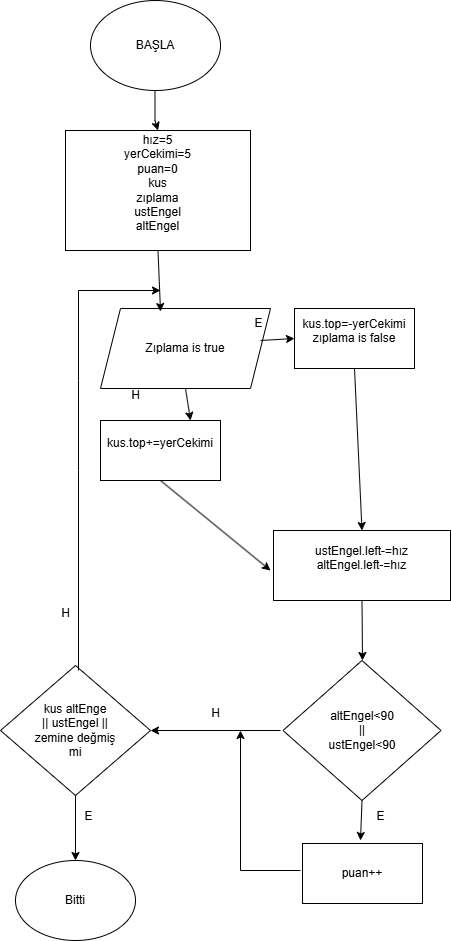 BAŞLA
hız=5
yerCekimi=5
puan=0
kus
zıplama
ustEngel
altEngel
Zıplama is true
E
kus.top=-yerCekimi
zıplama is false
H
kus.top+=yerCekimi
ustEngel.left-=hız
altEngel.left-=hız
H
kus altEnge
|| ustEngel ||
zemine değmiş
mi
H
altEngel<90
||
ustEngel<90
E
E
puan++
Bitti